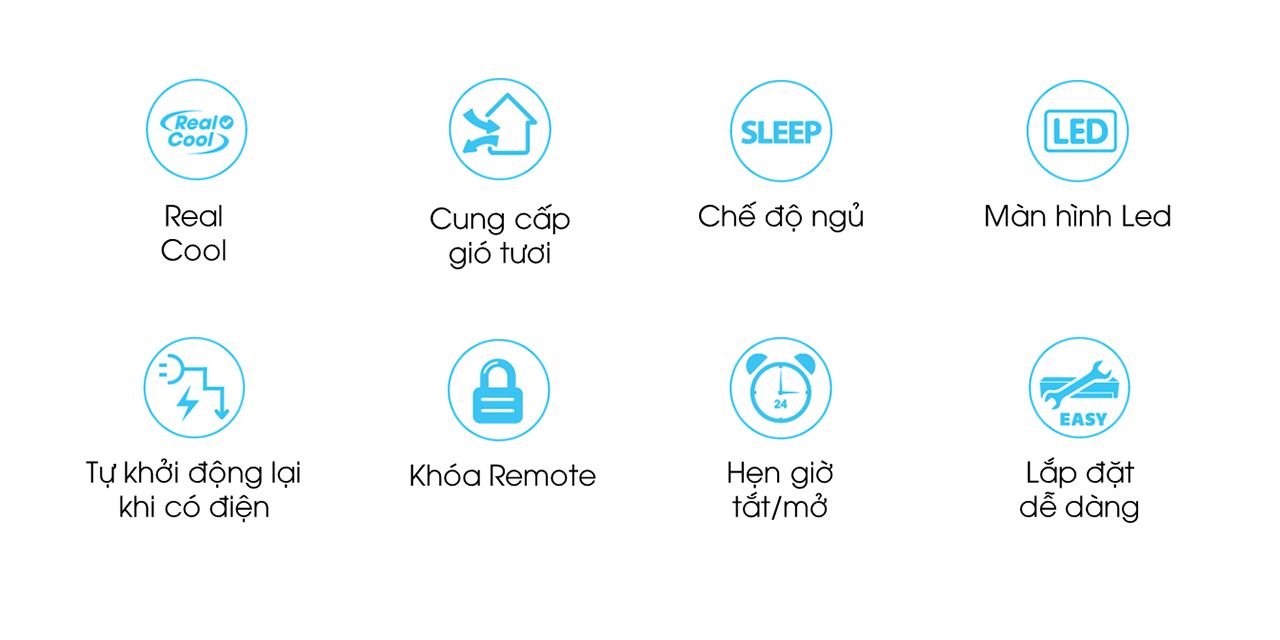 Real
Cool
SLEEP
LED
Real
Cool
Cung cấp
gió tươi
Chế độ ngủ
Màn hình Led
24
EASY
Tự khởi động lại
khi có điện
Khóa Remote
Hẹn giờ
tắt/mở
Lắp đặt
dễ dàng